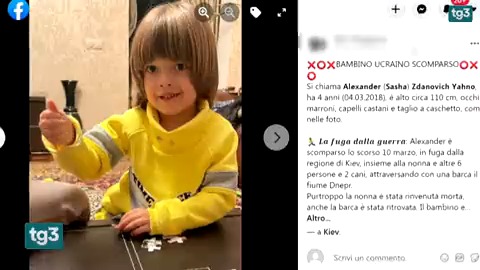 tg3
❌⭕❌BAMBINO UCRAINO SCOMPARSO⭕❌
⭕
Si chiama Alexander (Sasha) Zdanovich Yahno,
ha 4 anni (04.03.2018), è alto circa 110 cm, occhi
marroni, capelli castani e taglio a caschetto, com
nelle foto.
La fuga dalla guerra: Alexander è
scomparso lo scorso 10 marzo, in fuga dalla
regione di Kiev, insieme alla nonna e altre 6
persone e 2 cani, attraversando con una barca il
fiume Dnepr.
Purtroppo la nonna è stata rinvenuta morta,
anche la barca è stata ritrovata. Il bambino e...
Altro...
— a Kiev.
Scrivi un commento
tg3